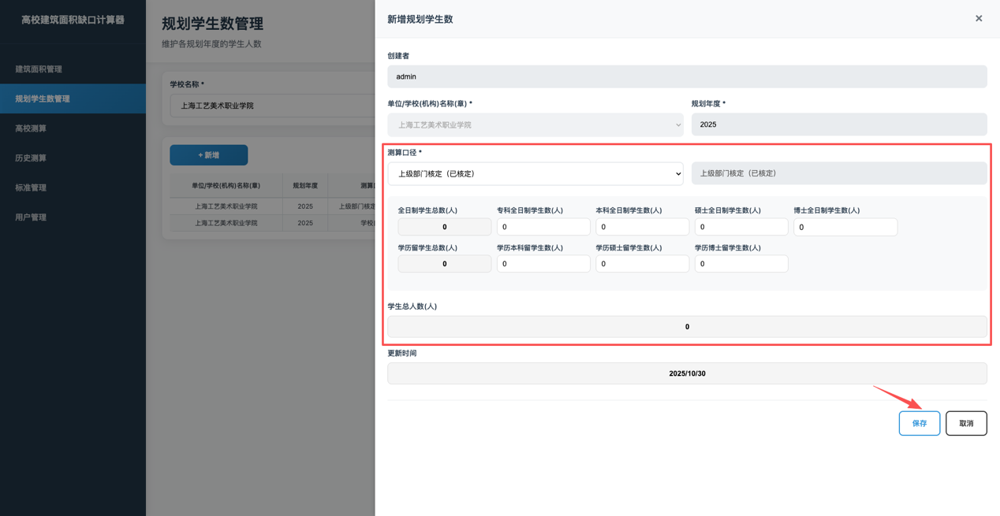 高校建筑面积缺口计算器
建筑面积管理
规划学生数管理
高校测算
历史测算
标准管理
用户管理
规划学生数管理
维护各规划年度的学生人数
学校名称 *
上海工艺美术职业学院
+ 新增
单位/学校(机构)名称(章) 规划年度
上海工艺美术职业学院 2025 上级部门核定
上海工艺美术职业学院 2025
新增规划学生数
×
创建者
admin
单位/学校(机构)名称(章) * 规划年度 *
上海工艺美术职业学院 2025
测算口径 *
上级部门核定（已核定） 上级部门核定（已核定）
全日制学生总数(人) 专科全日制学生数(人) 本科全日制学生数(人) 硕士全日制学生数(人) 博士全日制学生数(人)
0 0 0 0 0
学历留学生总数(人) 学历本科留学生数(人) 学历硕士留学生数(人) 学历博士留学生数(人)
0 0 0 0
学生总人数(人)
0
更新时间
2025/10/30
保存 取消